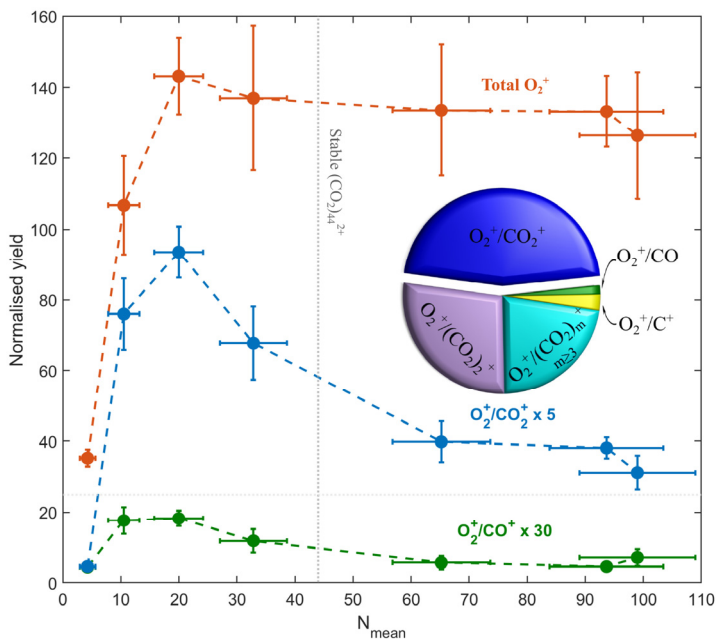 160
140
120
100
80
60
40
20
0
Normalised yield
Total O₂⁺
Stable (CO₂)₄₄²⁺
O₂⁺/CO₂⁺
O₂⁺/CO
O₂⁺/C⁺
O₂⁺/(CO₂)₂⁺
O₂⁺/(CO₂)ₘ⁺
m≥3
O₂⁺/CO₂⁺ x 5
O₂⁺/CO⁺ x 30
0 10 20 30 40 50 60 70 80 90 100 110
Nₘₑₐₙ